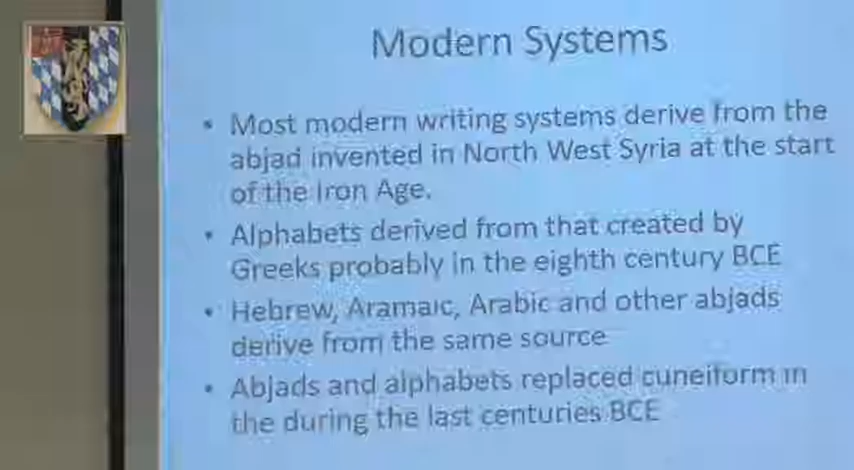 Modern Systems
• Most modern writing systems derive from the
abjad invented in North West Syria at the start
of the Iron Age.
• Alphabets derived from that created by
Greeks probably in the eighth century BCE
• Hebrew, Aramaic, Arabic and other abjads
derive from the same source
• Abjads and alphabets replaced cuneiform in
the during the last centuries BCE